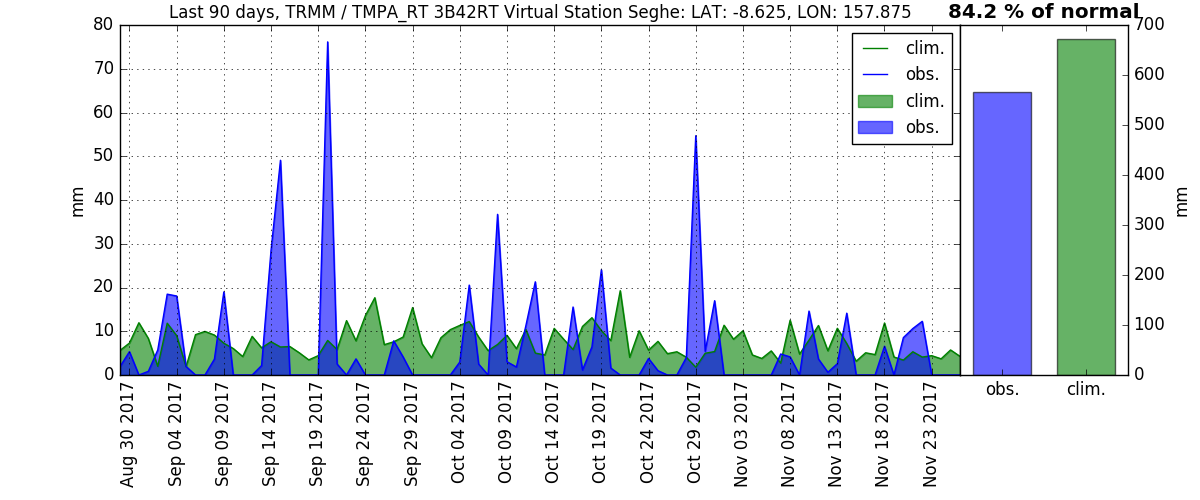 Last 90 days, TRMM / TMPA_RT 3B42RT Virtual Station Seghe: LAT: -8.625, LON: 157.875
84.2 % of normal
80
70
60
50
40
30
20
10
0
mm
clim.
obs.
clim.
obs.
700
600
500
400
300
200
100
0
mm
obs.
clim.
Aug 30 2017
Sep 04 2017
Sep 09 2017
Sep 14 2017
Sep 19 2017
Sep 24 2017
Sep 29 2017
Oct 04 2017
Oct 09 2017
Oct 14 2017
Oct 19 2017
Oct 24 2017
Oct 29 2017
Nov 03 2017
Nov 08 2017
Nov 13 2017
Nov 18 2017
Nov 23 2017